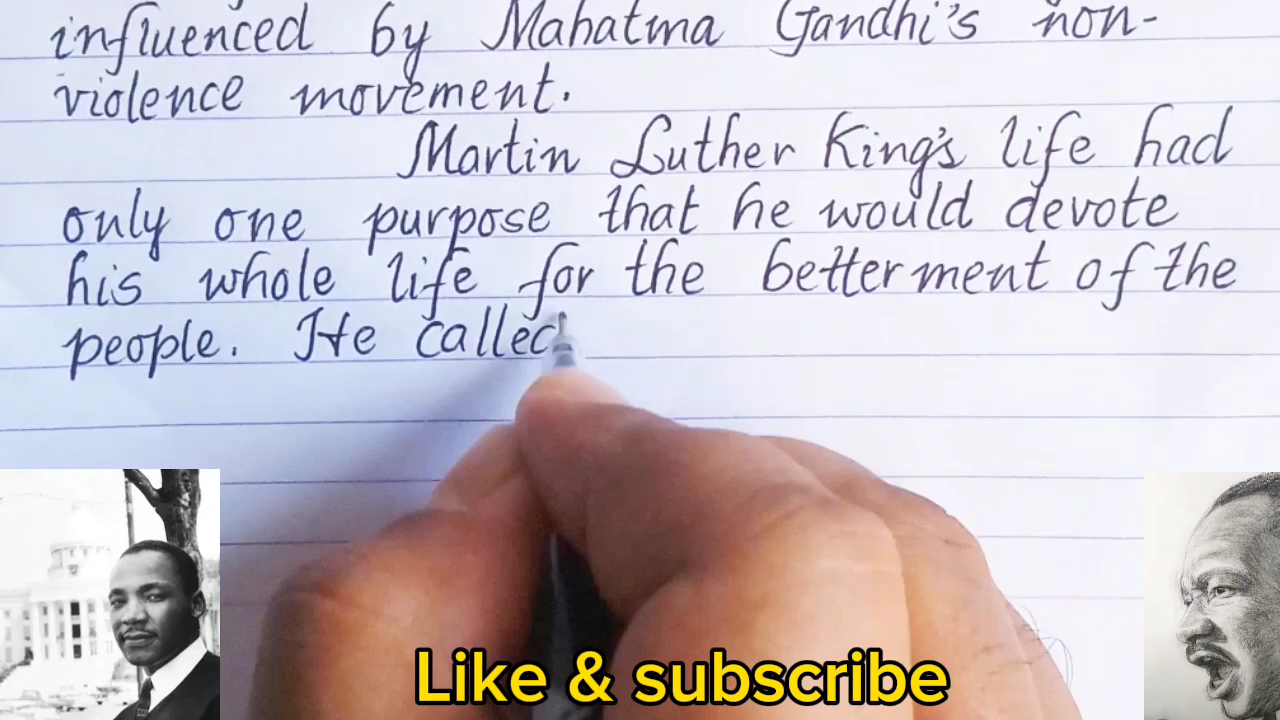 influenced by Mahatma Gandhi's non-
violence movement.
Martin Luther King's life had
only one purpose that he would devote
his whole life for the betterment of the
people. He called
Like & subscribe